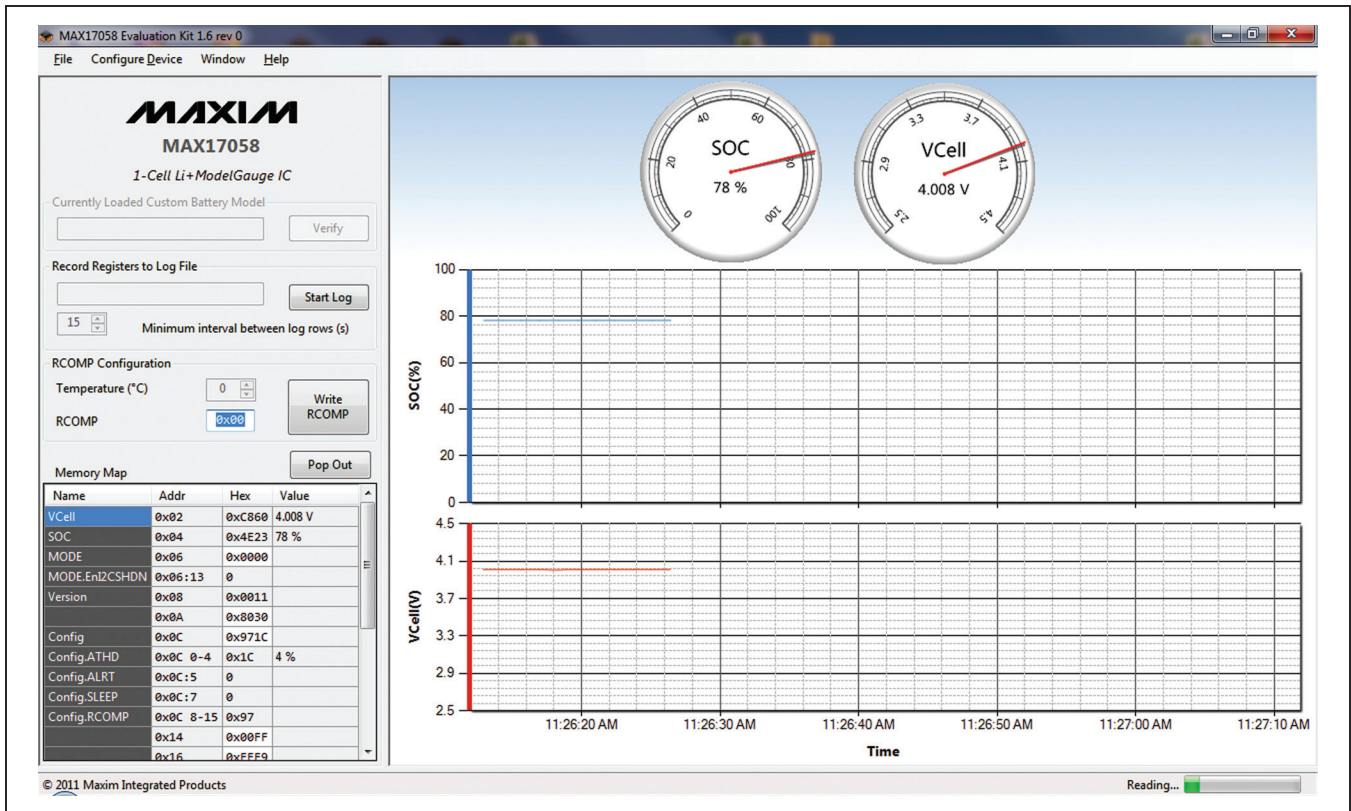 MAX17058 Evaluation Kit 1.6 rev 0
File Configure Device Window Help
MAXIM
MAX17058
1-Cell Li+ModelGauge IC
Currently Loaded Custom Battery Model
Verify
Record Registers to Log File
Start Log
15 Minimum interval between log rows (s)
RCOMP Configuration
Temperature (°C) 0
RCOMP 0x00
Write
RCOMP
Memory Map
Pop Out
Name Addr Hex Value
VCell 0x02 0xC860 4.008 V
SOC 0x04 0x4E23 78 %
MODE 0x06 0x0000
MODE.EnI2CSHDN 0x06:13 0
Version 0x08 0x0011
0x0A 0x8030
Config 0x0C 0x971C
Config.ATHD 0x0C 0-4 0x1C 4 %
Config.ALRT 0x0C:5 0
Config.SLEEP 0x0C:7 0
Config.RCOMP 0x0C 8-15 0x97
0x14 0x00FF
0x16 0xFFF9
0 20 40 60 80 100
SOC
78 %
2.5 2.9 3.3 3.7 4.1 4.5
VCell
4.008 V
SOC(%)
100
80
60
40
20
0
VCell(V)
4.5
4.1
3.7
3.3
2.9
2.5
11:26:20 AM 11:26:30 AM 11:26:40 AM 11:26:50 AM 11:27:00 AM 11:27:10 AM
Time
© 2011 Maxim Integrated Products
Reading...